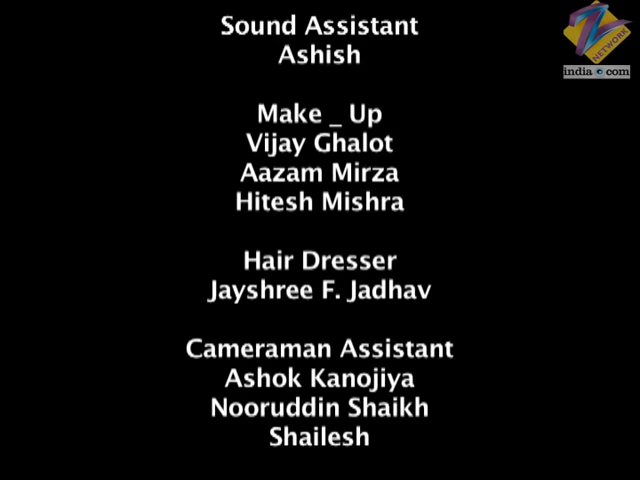 Sound Assistant
Ashish
Make _ Up
Vijay Ghalot
Aazam Mirza
Hitesh Mishra
Hair Dresser
Jayshree F. Jadhav
Cameraman Assistant
Ashok Kanojiya
Nooruddin Shaikh
Shailesh
Z
NETWORK
india.com